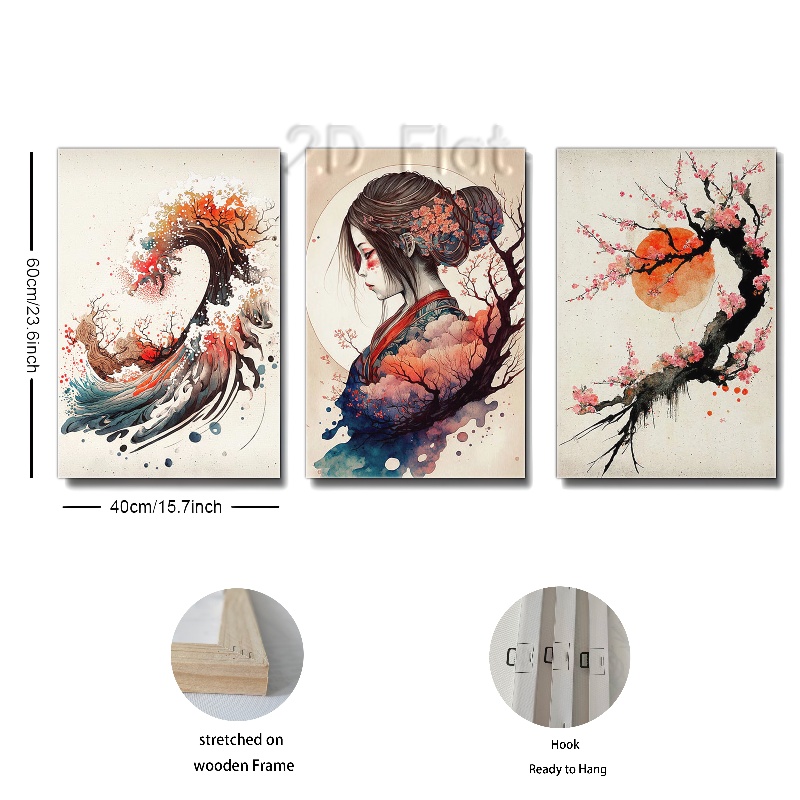 2D Flat
60cm/23.6inch
40cm/15.7inch
stretched on
wooden Frame
Hook
Ready to Hang